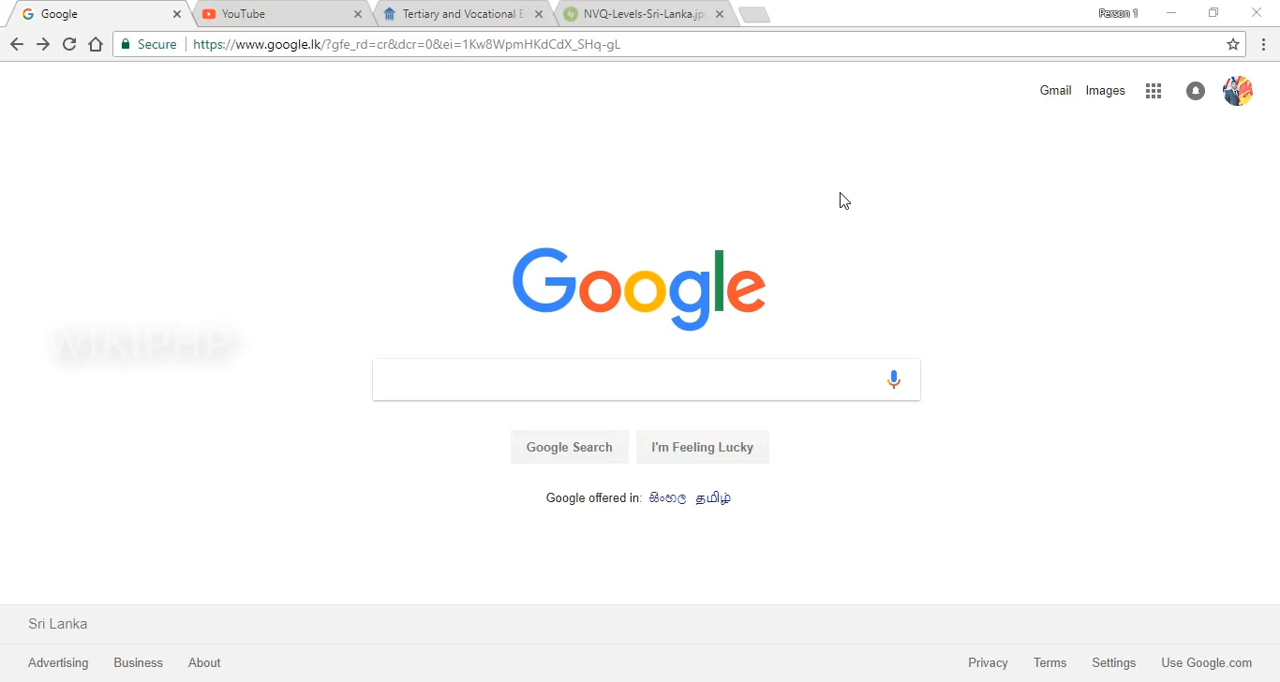 Google
YouTube
Tertiary and Vocational E
NVQ-Levels-Sri-Lanka.jp
Person 1
Secure
https://www.google.lk/?gfe_rd=cr&dcr=0&ei=1Kw8WpmHKdCdX_SHq-gL
Gmail Images
Google
WIKIPHP
Google Search I'm Feeling Lucky
Google offered in: සිංහල தமிழ்
Sri Lanka
Advertising Business About Privacy Terms Settings Use Google.com